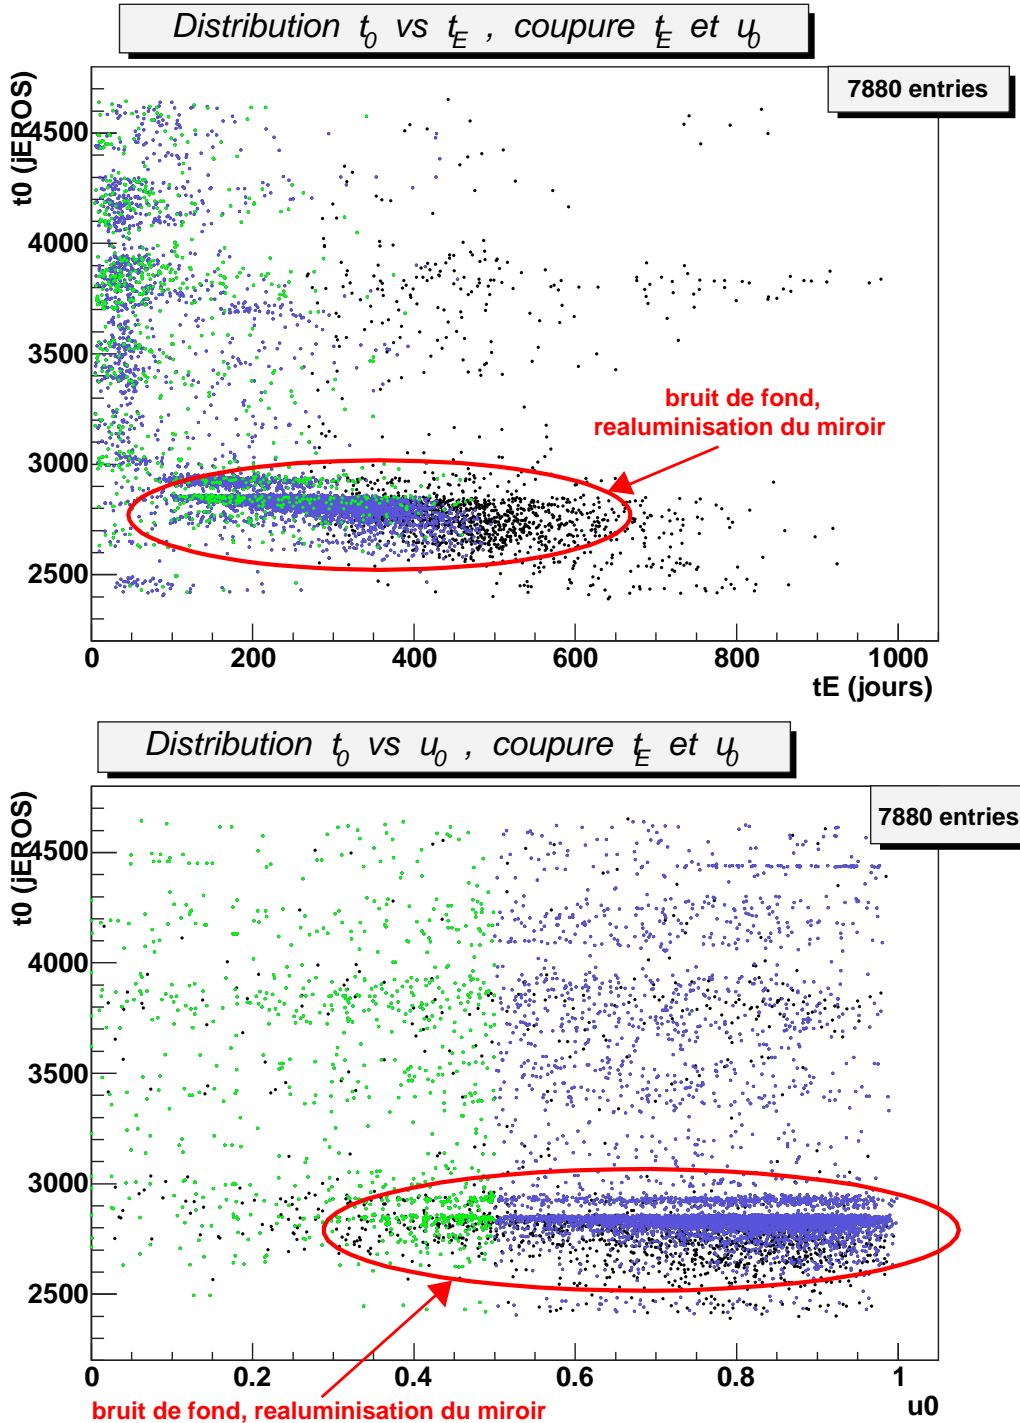 Distribution t0 vs tE , coupure tE et u0
7880 entries
t0 (jEROS)
4500
4000
3500
3000
2500
bruit de fond,
realuminisation du miroir
0 200 400 600 800 1000
tE (jours)
Distribution t0 vs u0 , coupure tE et u0
7880 entries
t0 (jEROS)
4500
4000
3500
3000
2500
0 0.2 0.4 0.6 0.8 1
bruit de fond, realuminisation du miroir
u0